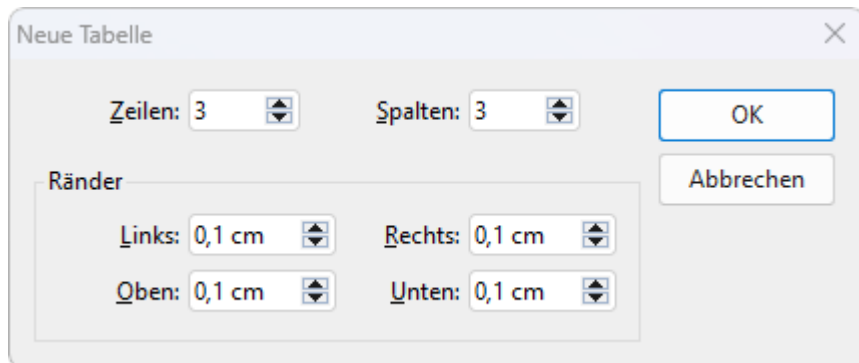 Neue Tabelle
Zeilen: 3 Spalten: 3 OK
Abbrechen
Ränder
Links: 0,1 cm Rechts: 0,1 cm
Oben: 0,1 cm Unten: 0,1 cm